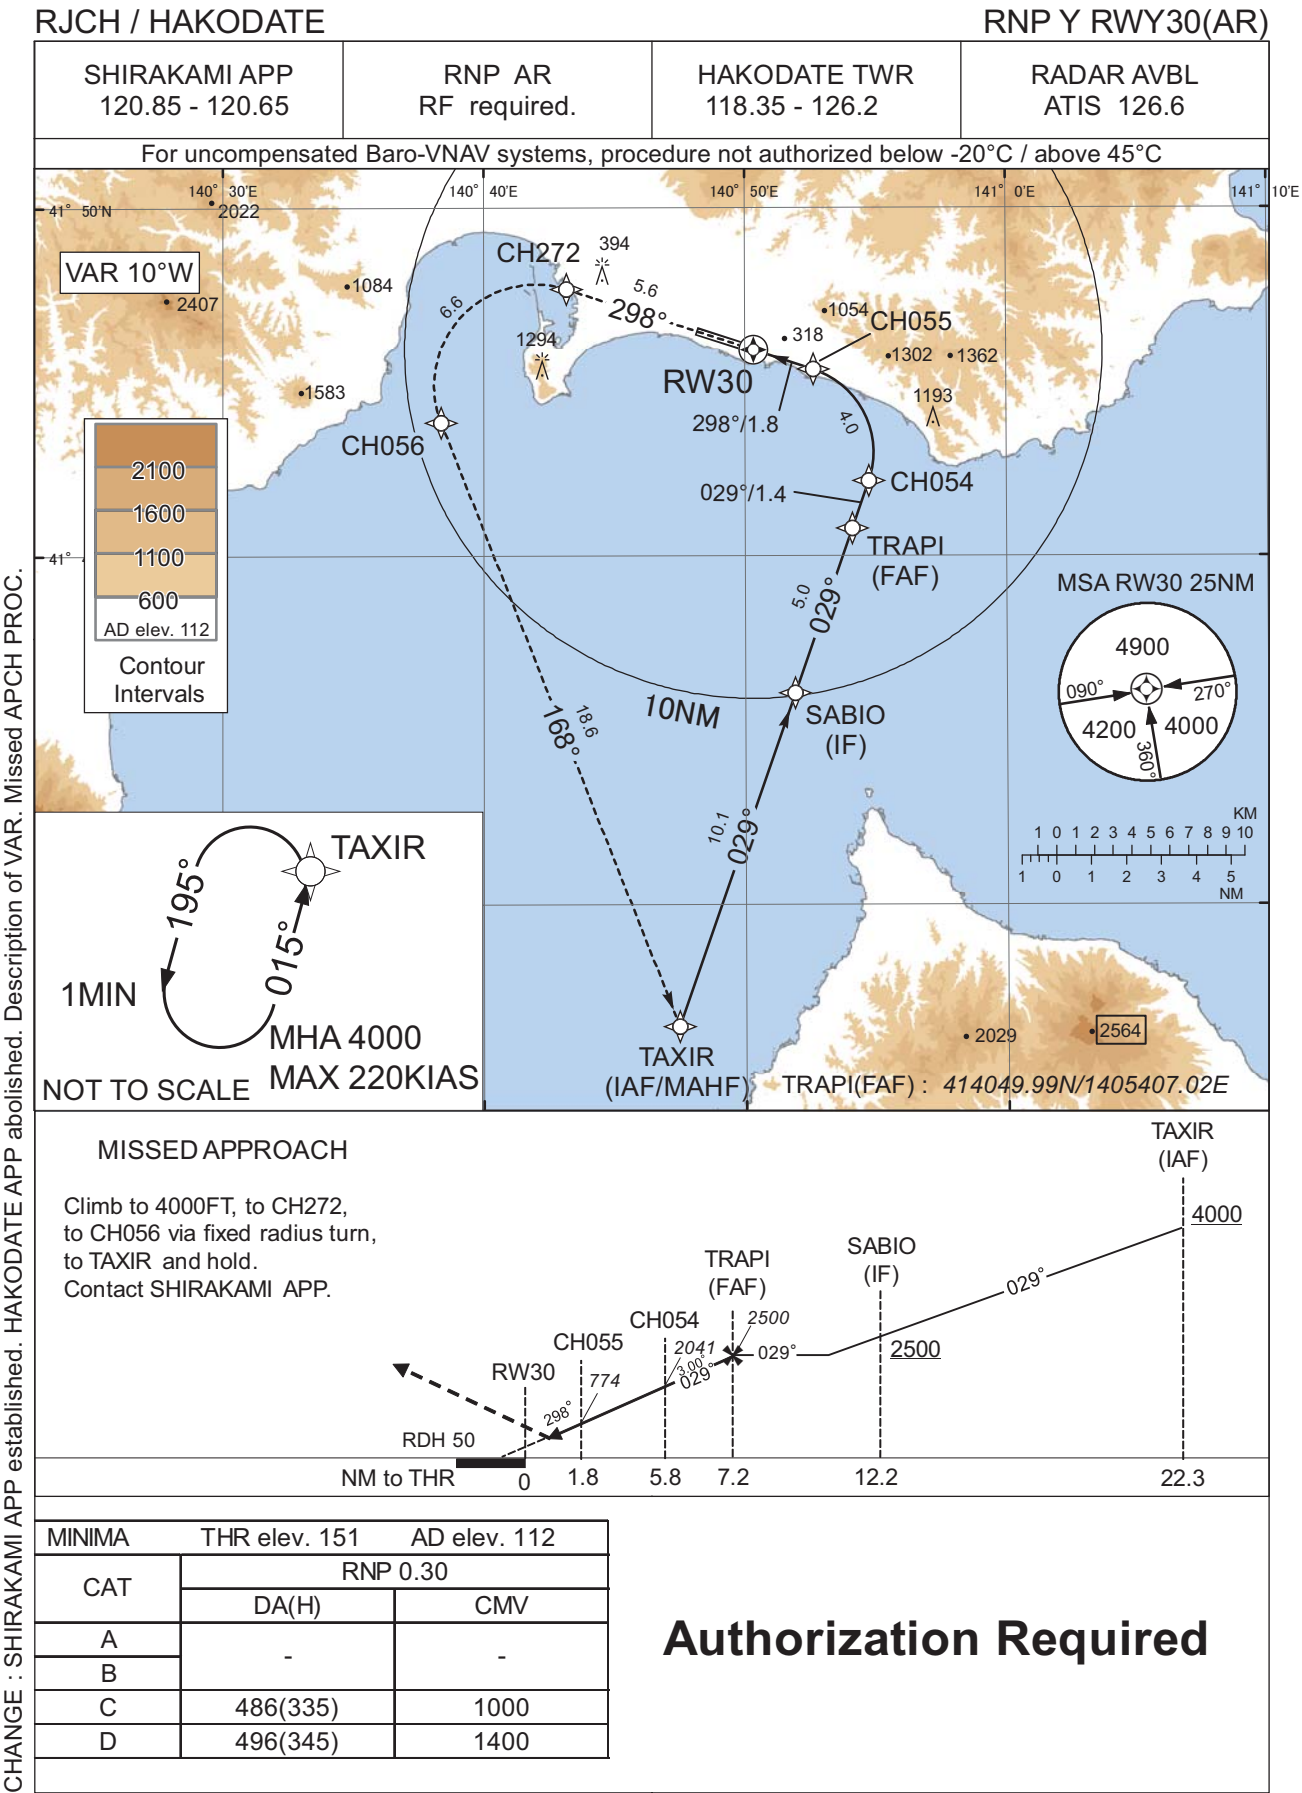 RJCH / HAKODATE
RNP Y RWY30(AR)
SHIRAKAMI APP
120.85 - 120.65
RNP AR
RF required.
HAKODATE TWR
118.35 - 126.2
RADAR AVBL
ATIS 126.6
For uncompensated Baro-VNAV systems, procedure not authorized below -20°C / above 45°C
140° 30'E
140° 40'E
140° 50'E
141° 0'E
141° 10'E
41° 50'N
2022
VAR 10°W
2407
1084
1583
CH272
394
5.6
298°
6.6
1294
1054
318
CH055
1302
1362
RW30
1193
298°/1.8
4.0
CH056
029°/1.4
CH054
TRAPI
(FAF)
41°
2100
1600
1100
600
AD elev. 112
Contour
Intervals
5.0
029°
MSA RW30 25NM
4900
090°
270°
4200
4000
360°
10NM
SABIO
(IF)
18.6
168°
10.1
029°
KM
1 0 1 2 3 4 5 6 7 8 9 10
1 0 1 2 3 4 5
NM
TAXIR
195°
015°
1MIN
MHA 4000
MAX 220KIAS
NOT TO SCALE
TAXIR
(IAF/MAHF)
2029
2564
TRAPI(FAF) : 414049.99N/1405407.02E
MISSED APPROACH
Climb to 4000FT, to CH272,
to CH056 via fixed radius turn,
to TAXIR and hold.
Contact SHIRAKAMI APP.
TAXIR
(IAF)
4000
029°
SABIO
(IF)
2500
TRAPI
(FAF)
2500
029°
CH054
2041
3.00°
029°
CH055
774
RW30
298°
RDH 50
NM to THR
0
1.8
5.8
7.2
12.2
22.3
MINIMA THR elev. 151 AD elev. 112
CAT
RNP 0.30
DA(H) CMV
A
B
- -
C 486(335) 1000
D 496(345) 1400
Authorization Required
CHANGE : SHIRAKAMI APP established. HAKODATE APP abolished. Description of VAR. Missed APCH PROC.